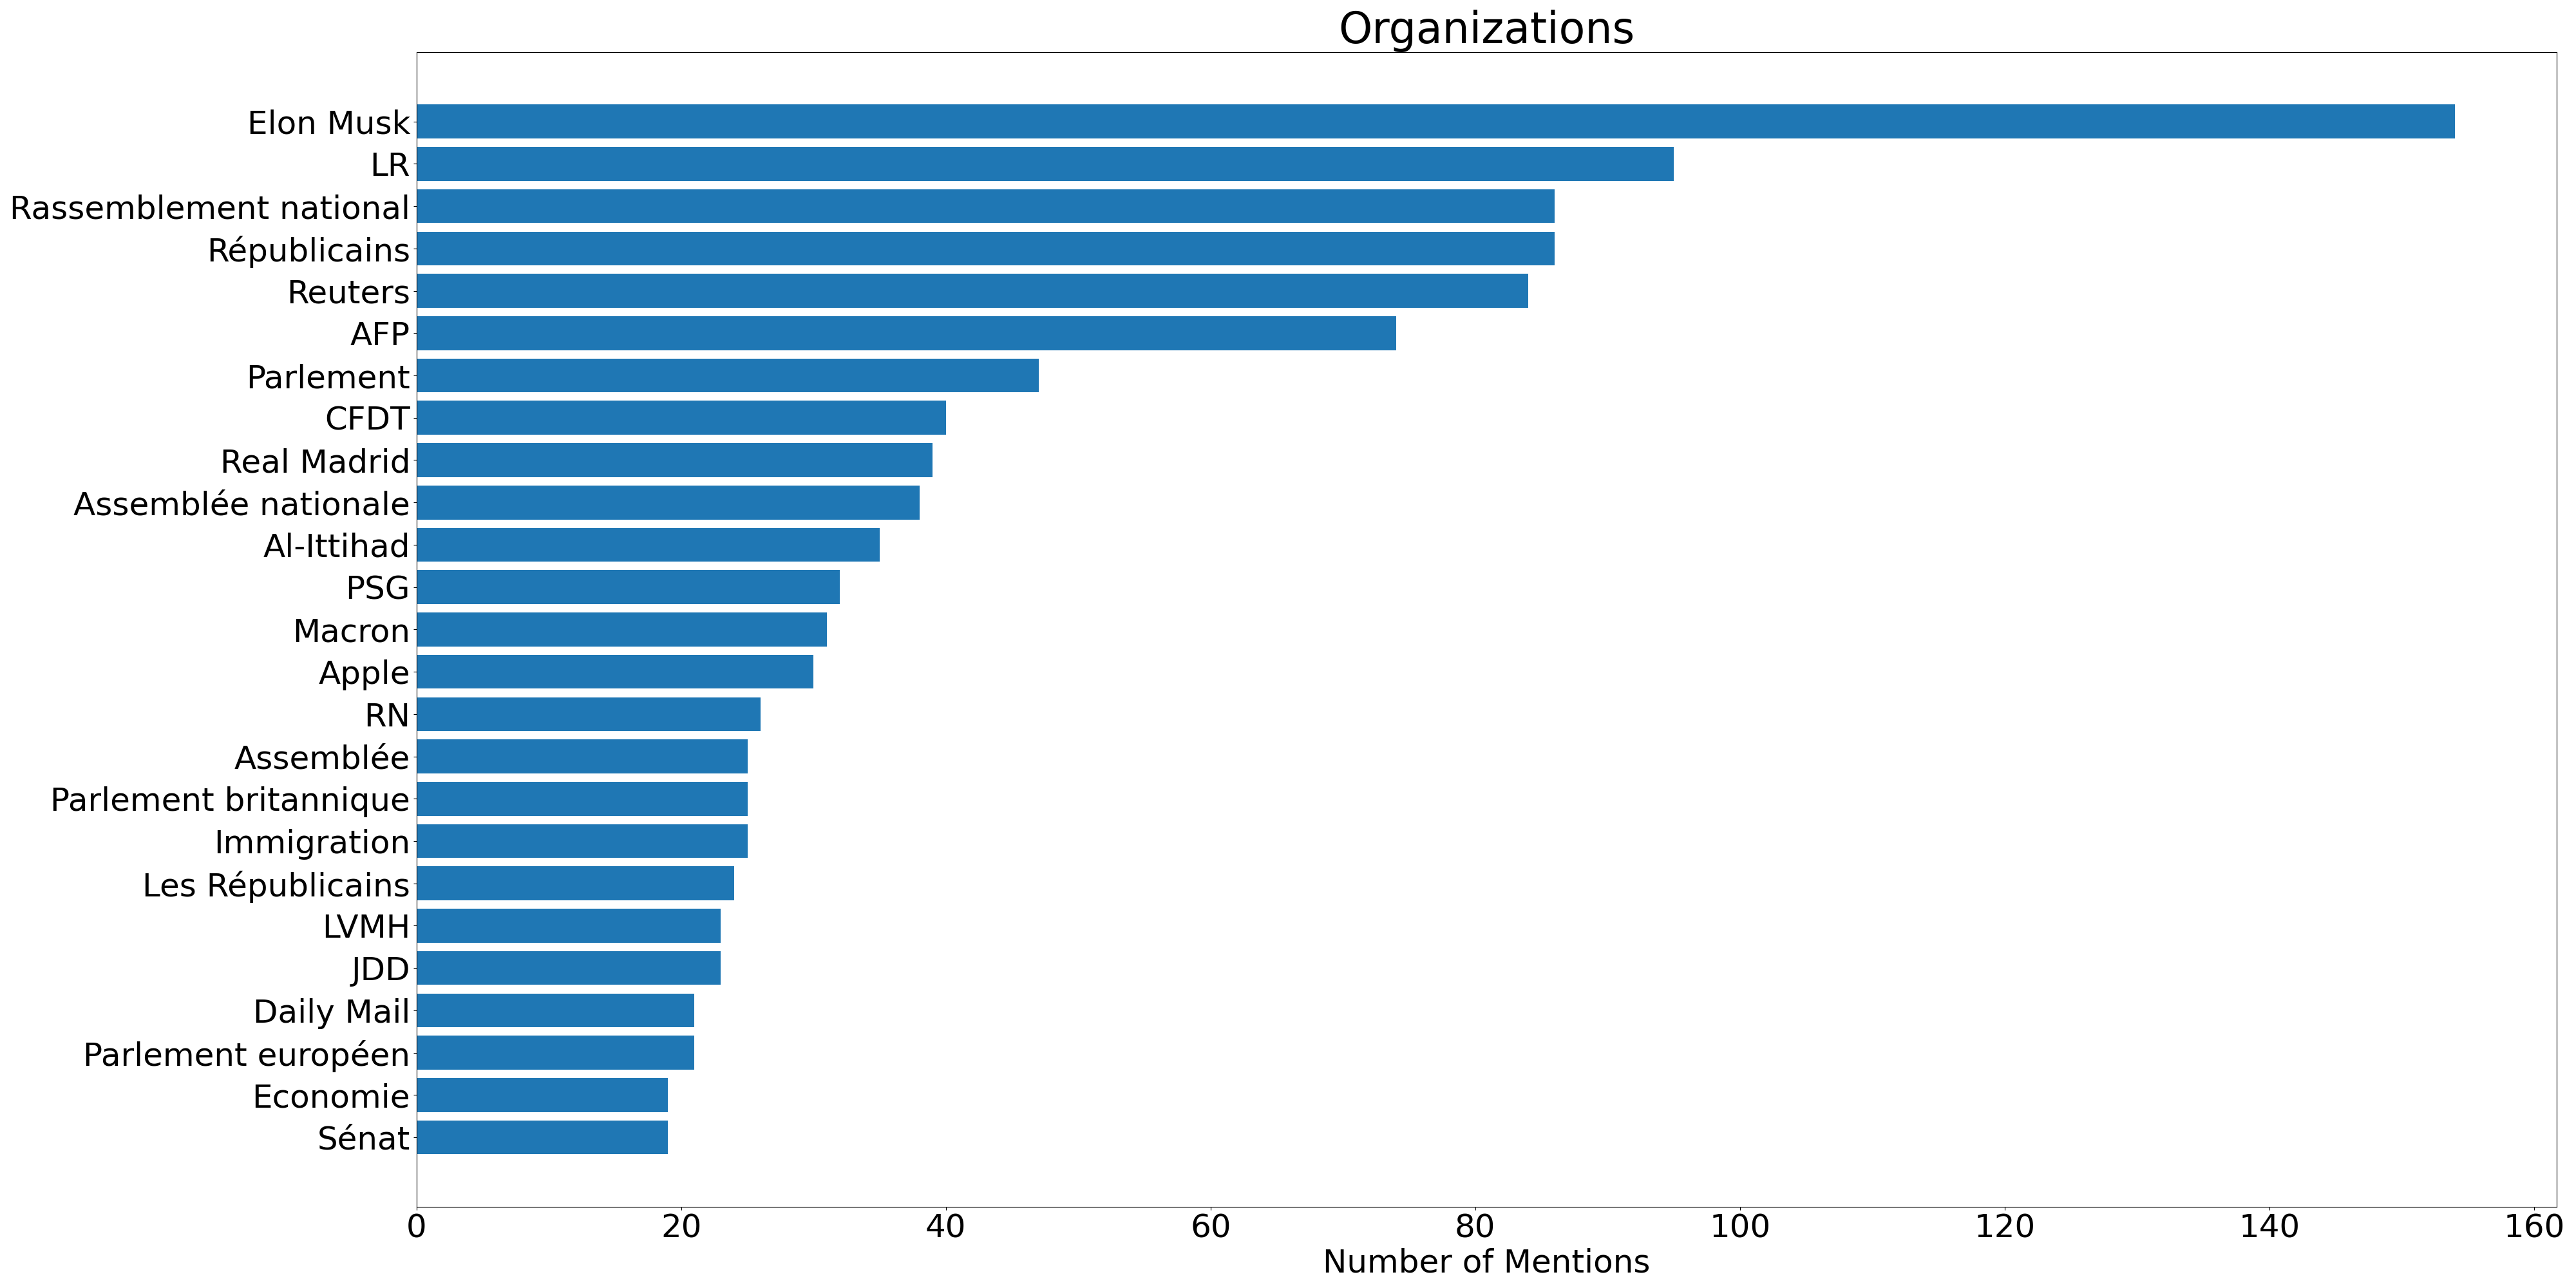 Organizations
Elon Musk
LR
Rassemblement national
Républicains
Reuters
AFP
Parlement
CFDT
Real Madrid
Assemblée nationale
Al-Ittihad
PSG
Macron
Apple
RN
Assemblée
Parlement britannique
Immigration
Les Républicains
LVMH
JDD
Daily Mail
Parlement européen
Economie
Sénat
0 20 40 60 80 100 120 140 160
Number of Mentions